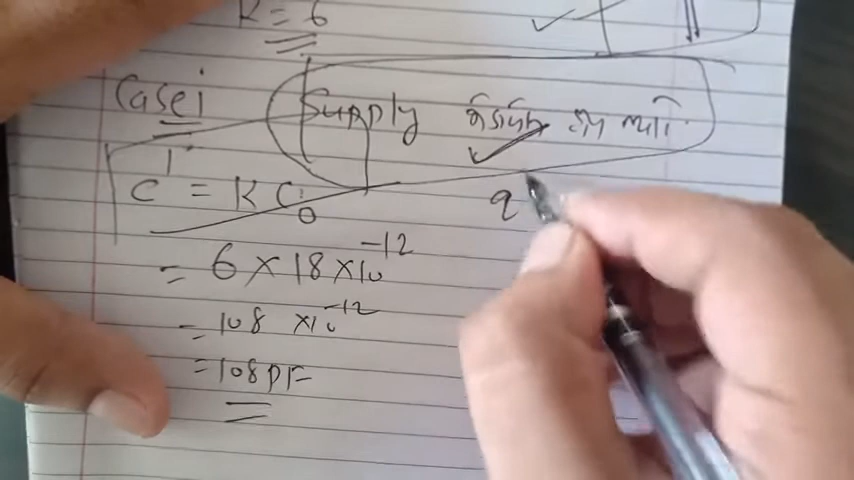 K = 6
Case i Supply
C' = K C₀
q
= 6 × 18 × 10⁻¹²
= 108 × 10⁻¹²
= 108 PF